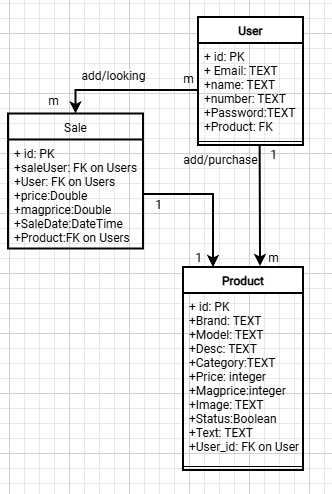 User
+ id: PK
+ Email: TEXT
+name: TEXT
+number: TEXT
+Password:TEXT
+Product: FK
add/looking
m
m
Sale
+ id: PK
+saleUser: FK on Users
+User: FK on Users
+price:Double
+magprice:Double
+SaleDate:DateTime
+Product:FK on Users
add/purchase
1
1
1
m
Product
+ id: PK
+Brand: TEXT
+Model: TEXT
+Desc: TEXT
+Category:TEXT
+Price: integer
+Magprice:integer
+Image: TEXT
+Status:Boolean
+Text: TEXT
+User_id: FK on User